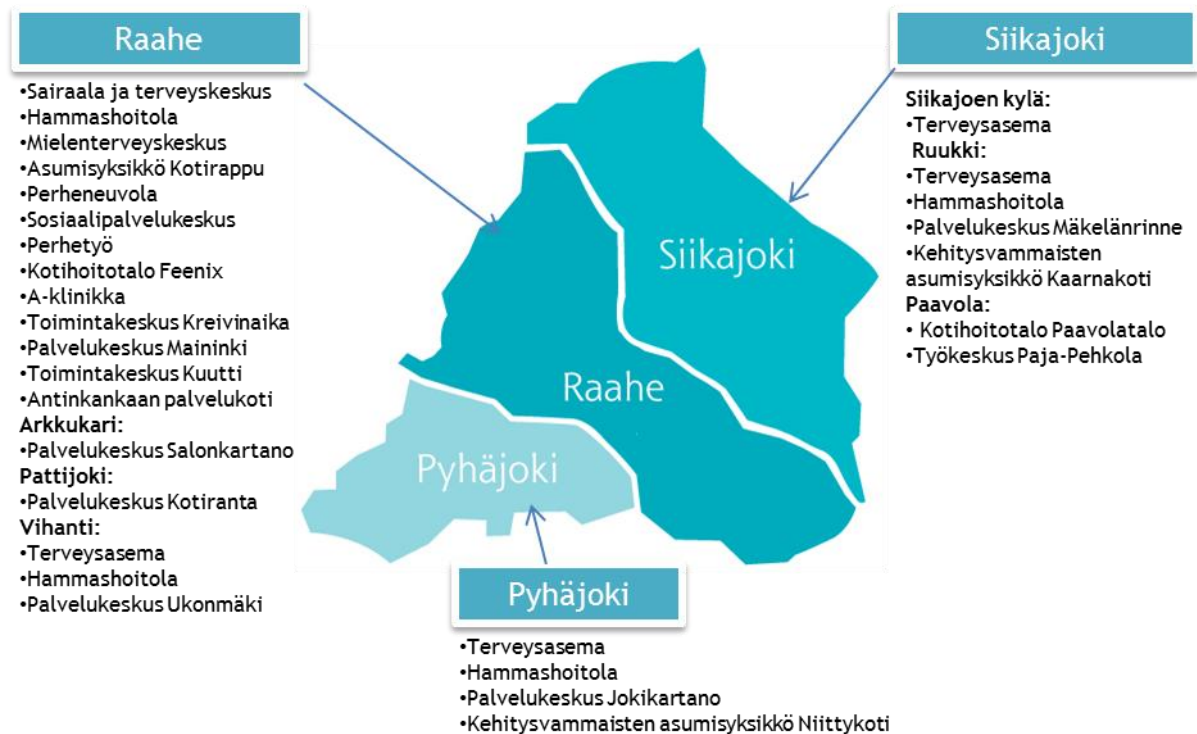 Raahe
•Sairaala ja terveyskeskus
•Hammashoitola
•Mielenterveyskeskus
•Asumisyksikkö Kotirappu
•Perheneuvola
•Sosiaalipalvelukeskus
•Perhetyö
•Kotihoitotalo Feenix
•A-klinikka
•Toimintakeskus Kreivinaika
•Palvelukeskus Maininki
•Toimintakeskus Kuutti
•Antinkankaan palvelukoti
Arkkukari:
•Palvelukeskus Salonkartano
Pattijoki:
•Palvelukeskus Kotiranta
Vihanti:
•Terveysasema
•Hammashoitola
•Palvelukeskus Ukonmäki
Siikajoki
Raahe
Pyhäjoki
Siikajoki
Siikajoen kylä:
•Terveysasema
Ruukki:
•Terveysasema
•Hammashoitola
•Palvelukeskus Mäkelänrinne
•Kehitysvammaisten
asumisyksikkö Kaarnakoti
Paavola:
• Kotihoitotalo Paavolatalo
•Työkeskus Paja-Pehkola
Pyhäjoki
•Terveysasema
•Hammashoitola
•Palvelukeskus Jokikartano
•Kehitysvammaisten asumisyksikkö Niittykoti